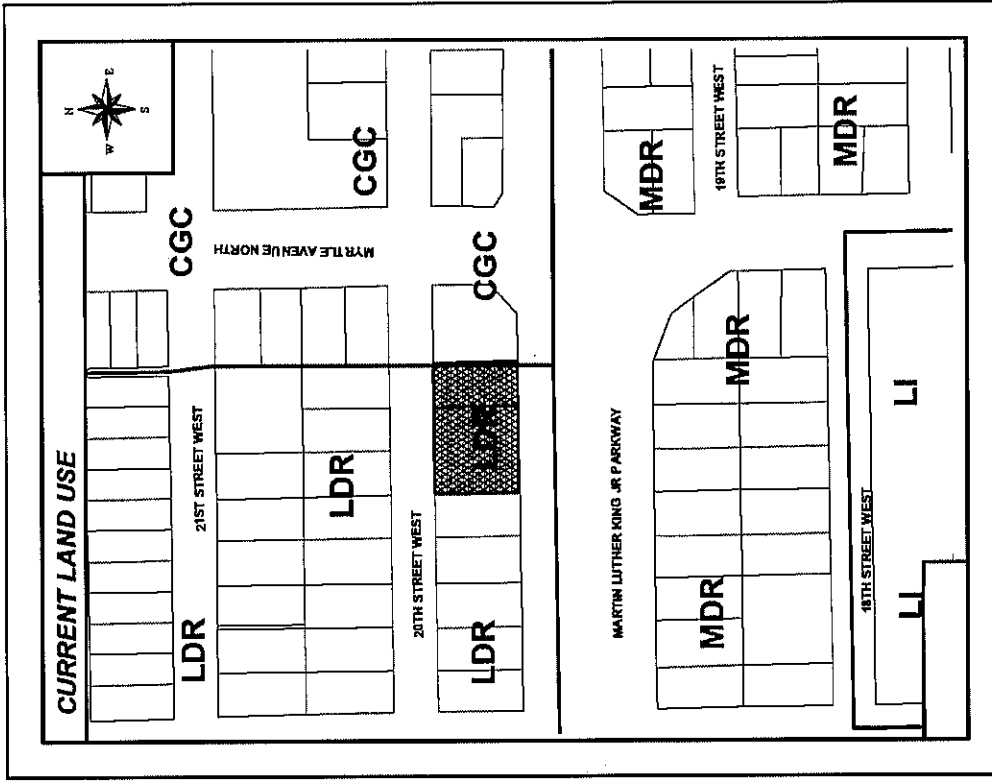 CURRENT LAND USE
N
W
E
S
CGC
CGC
MYRTLE AVENUE NORTH
CGC
21ST STREET WEST
LDR
LDR
20TH STREET WEST
LDR
LDR
MARTIN LUTHER KING JR PARKWAY
MDR
19TH STREET WEST
MDR
MDR
MDR
18TH STREET WEST
LI
LI